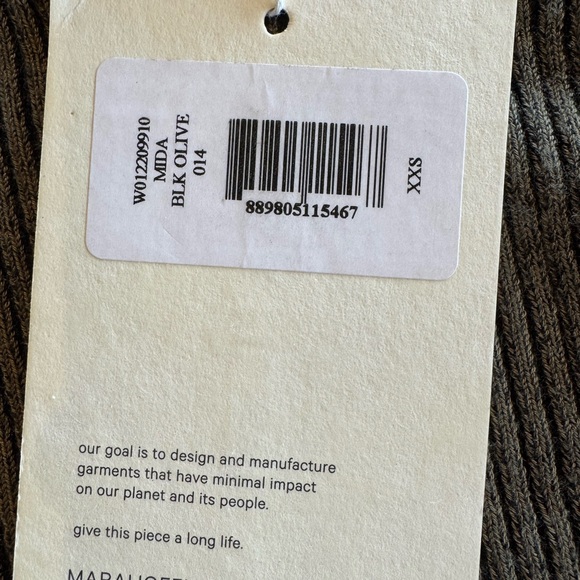 W012209910
MIDA
BLK OLIVE
014
889805115467
XXS
our goal is to design and manufacture
garments that have minimal impact
on our planet and its people.
give this piece a long life.